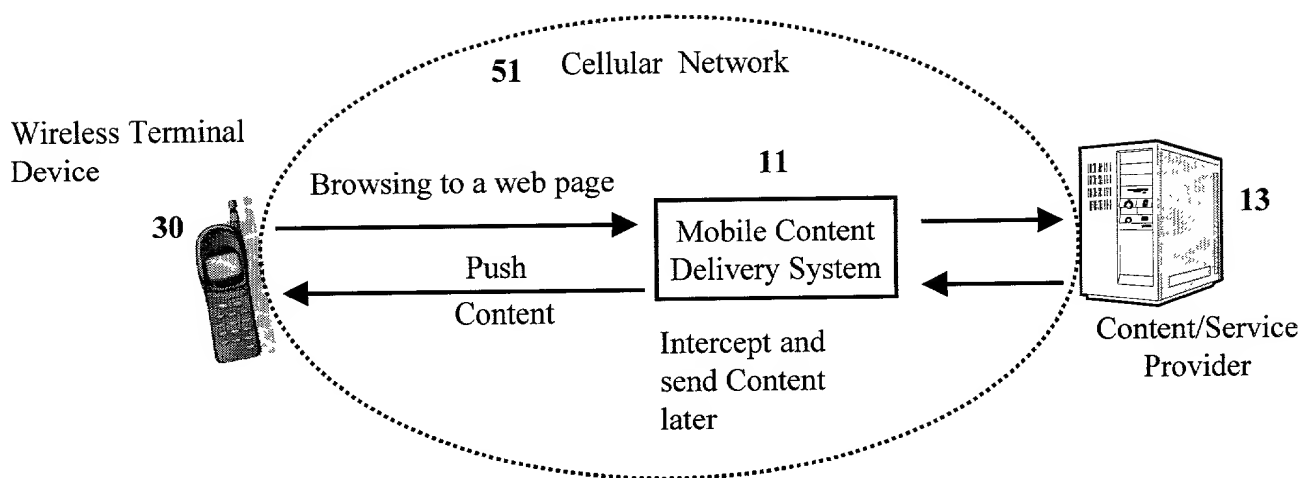 51 Cellular Network
Wireless Terminal
Device
30
Browsing to a web page
Push
Content
11
Mobile Content
Delivery System
Intercept and
send Content
later
13
Content/Service
Provider